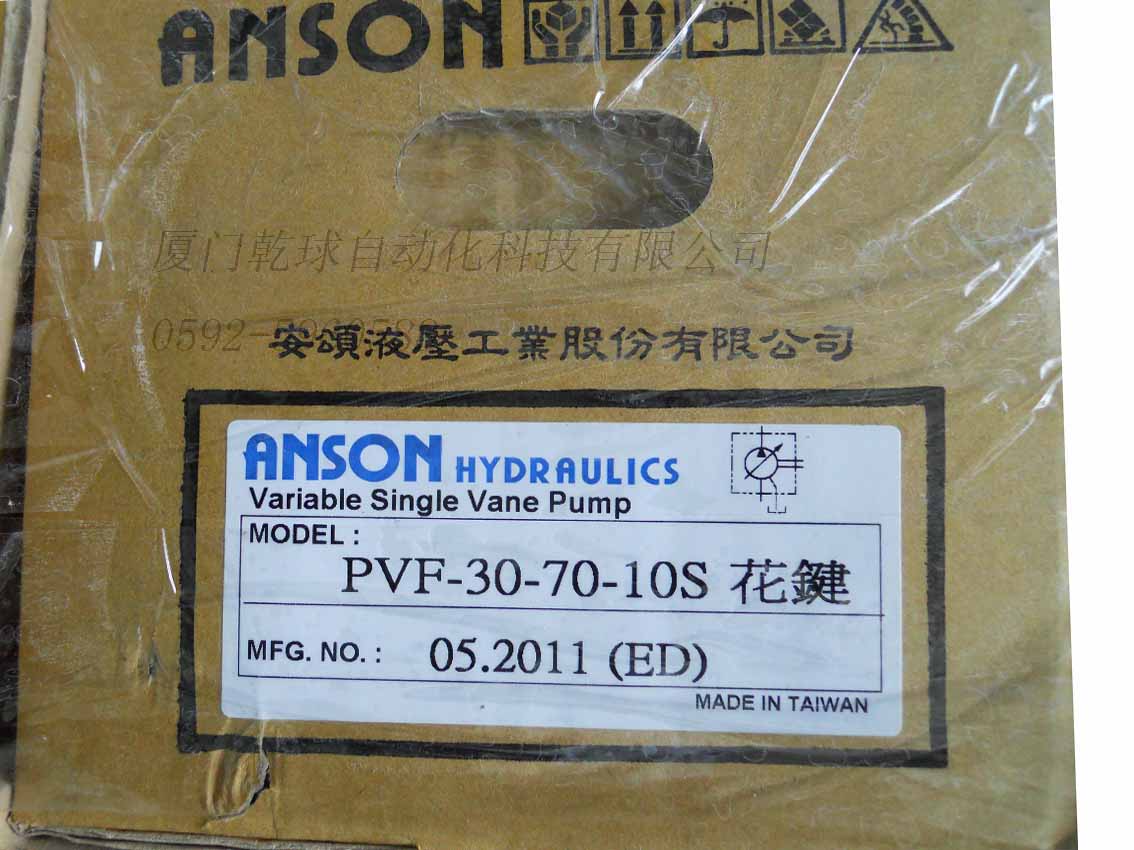 ANSON
厦门乾球自动化科技有限公司
0592-
安頌液壓工業股份有限公司
ANSON HYDRAULICS
Variable Single Vane Pump
MODEL :
PVF-30-70-10S 花鍵
MFG. NO. : 05.2011 (ED)
MADE IN TAIWAN